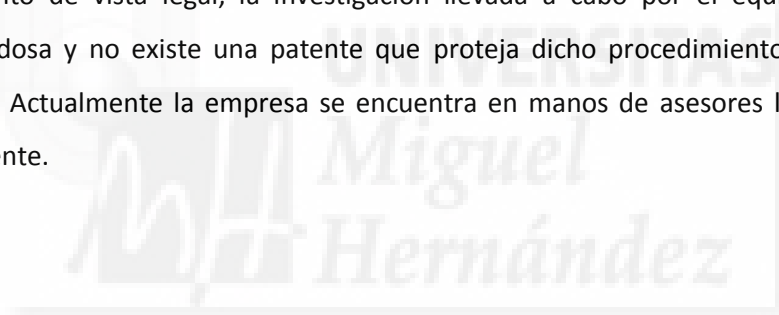 nto de vista legal, la investigación llevada a cabo por el equ
dosa y no existe una patente que proteja dicho procedimiento
Actualmente la empresa se encuentra en manos de asesores l
ente.
UNIVERSITAS
Miguel
Hernández